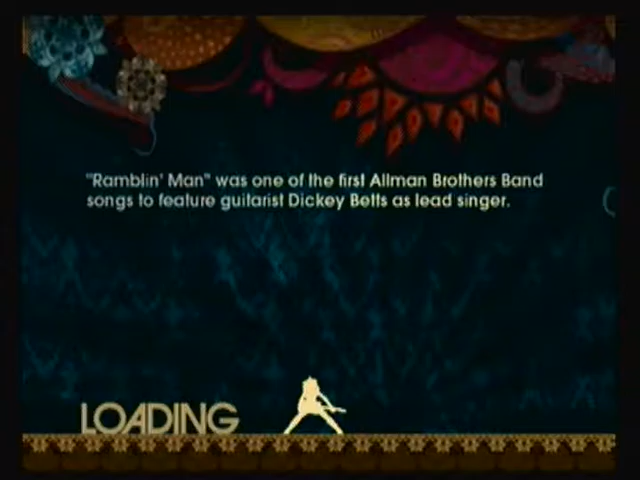 "Ramblin' Man" was one of the first Allman Brothers Band
songs to feature guitarist Dickey Betts as lead singer.
LOADING